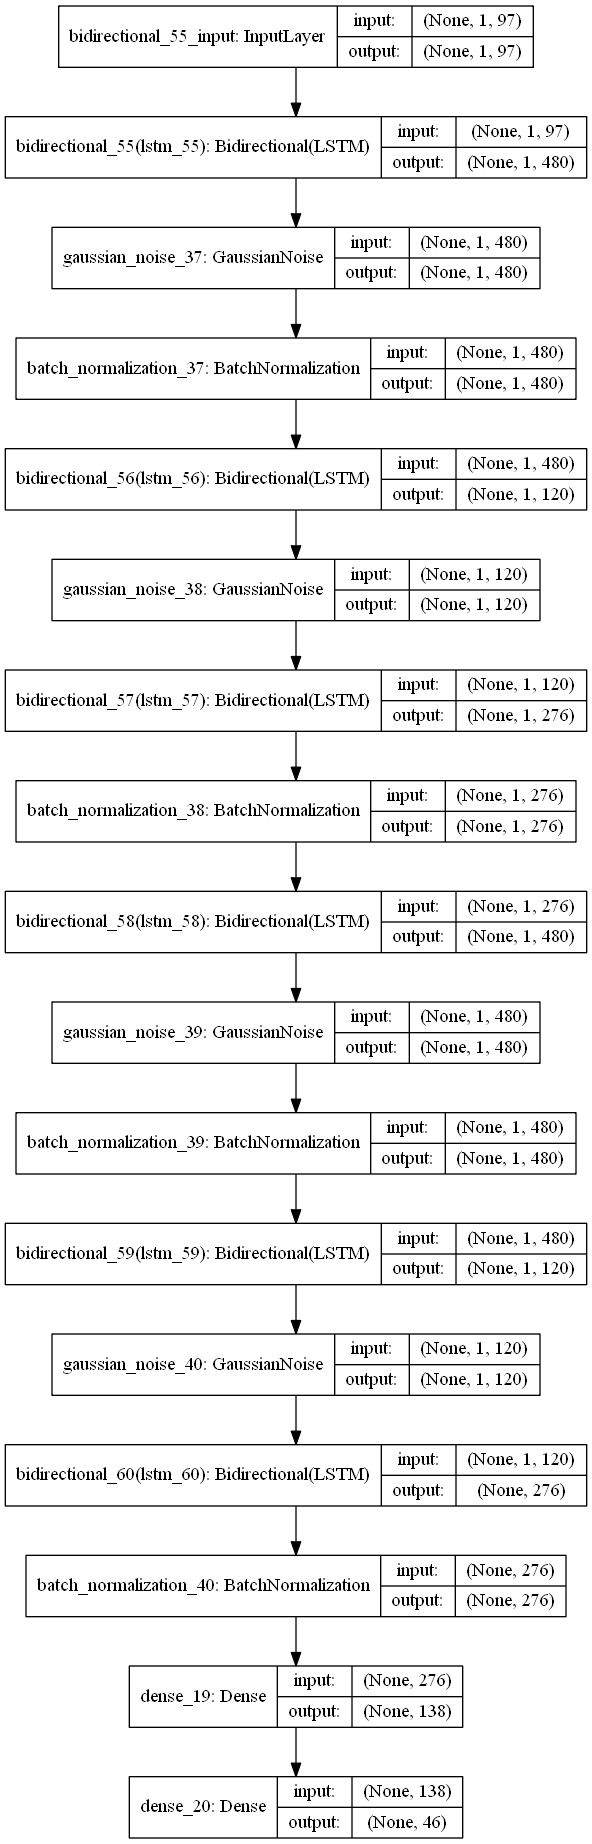 bidirectional_55_input: InputLayer
input: (None, 1, 97)
output: (None, 1, 97)
bidirectional_55(lstm_55): Bidirectional(LSTM)
input: (None, 1, 97)
output: (None, 1, 480)
gaussian_noise_37: GaussianNoise
input: (None, 1, 480)
output: (None, 1, 480)
batch_normalization_37: BatchNormalization
input: (None, 1, 480)
output: (None, 1, 480)
bidirectional_56(lstm_56): Bidirectional(LSTM)
input: (None, 1, 480)
output: (None, 1, 120)
gaussian_noise_38: GaussianNoise
input: (None, 1, 120)
output: (None, 1, 120)
bidirectional_57(lstm_57): Bidirectional(LSTM)
input: (None, 1, 120)
output: (None, 1, 276)
batch_normalization_38: BatchNormalization
input: (None, 1, 276)
output: (None, 1, 276)
bidirectional_58(lstm_58): Bidirectional(LSTM)
input: (None, 1, 276)
output: (None, 1, 480)
gaussian_noise_39: GaussianNoise
input: (None, 1, 480)
output: (None, 1, 480)
batch_normalization_39: BatchNormalization
input: (None, 1, 480)
output: (None, 1, 480)
bidirectional_59(lstm_59): Bidirectional(LSTM)
input: (None, 1, 480)
output: (None, 1, 120)
gaussian_noise_40: GaussianNoise
input: (None, 1, 120)
output: (None, 1, 120)
bidirectional_60(lstm_60): Bidirectional(LSTM)
input: (None, 1, 120)
output: (None, 276)
batch_normalization_40: BatchNormalization
input: (None, 276)
output: (None, 276)
dense_19: Dense
input: (None, 276)
output: (None, 138)
dense_20: Dense
input: (None, 138)
output: (None, 46)